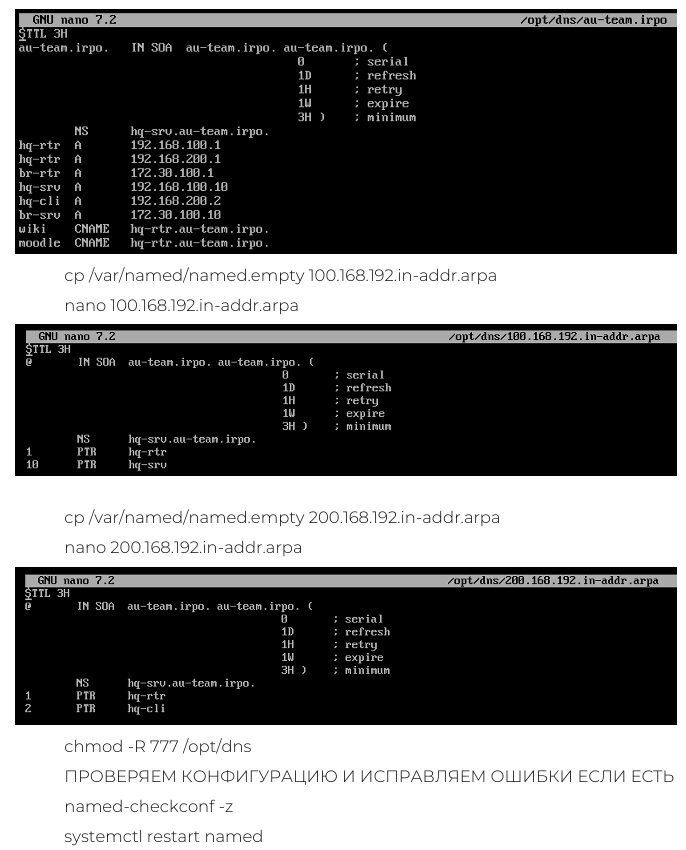 GNU nano 7.2 /opt/dns/au-team.irpo
$TTL 3H
au-team.irpo. IN SOA au-team.irpo. au-team.irpo. (
0 ; serial
1D ; refresh
1H ; retry
1W ; expire
3H ) ; minimum
NS hq-srv.au-team.irpo.
hq-rtr A 192.168.100.1
hq-rtr A 192.168.200.1
br-rtr A 172.30.100.1
hq-srv A 192.168.100.10
hq-cli A 192.168.200.2
br-srv A 172.30.100.10
wiki CNAME hq-rtr.au-team.irpo.
moodle CNAME hq-rtr.au-team.irpo.
cp /var/named/named.empty 100.168.192.in-addr.arpa
nano 100.168.192.in-addr.arpa
GNU nano 7.2 /opt/dns/100.168.192.in-addr.arpa
$TTL 3H
@ IN SOA au-team.irpo. au-team.irpo. (
0 ; serial
1D ; refresh
1H ; retry
1W ; expire
3H ) ; minimum
NS hq-srv.au-team.irpo.
1 PTR hq-rtr
10 PTR hq-srv
cp /var/named/named.empty 200.168.192.in-addr.arpa
nano 200.168.192.in-addr.arpa
GNU nano 7.2 /opt/dns/200.168.192.in-addr.arpa
$TTL 3H
@ IN SOA au-team.irpo. au-team.irpo. (
0 ; serial
1D ; refresh
1H ; retry
1W ; expire
3H ) ; minimum
NS hq-srv.au-team.irpo.
1 PTR hq-rtr
2 PTR hq-cli
chmod -R 777 /opt/dns
ПРОВЕРЯЕМ КОНФИГУРАЦИЮ И ИСПРАВЛЯЕМ ОШИБКИ ЕСЛИ ЕСТЬ
named-checkconf -z
systemctl restart named